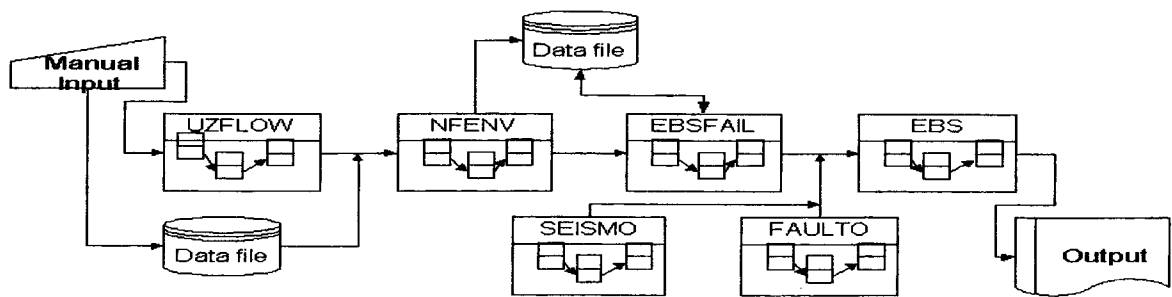 Manual
Input
Data file
UZFLOW
NFENV
EBSFAIL
EBS
Data file
SEISMO
FAULTO
Output